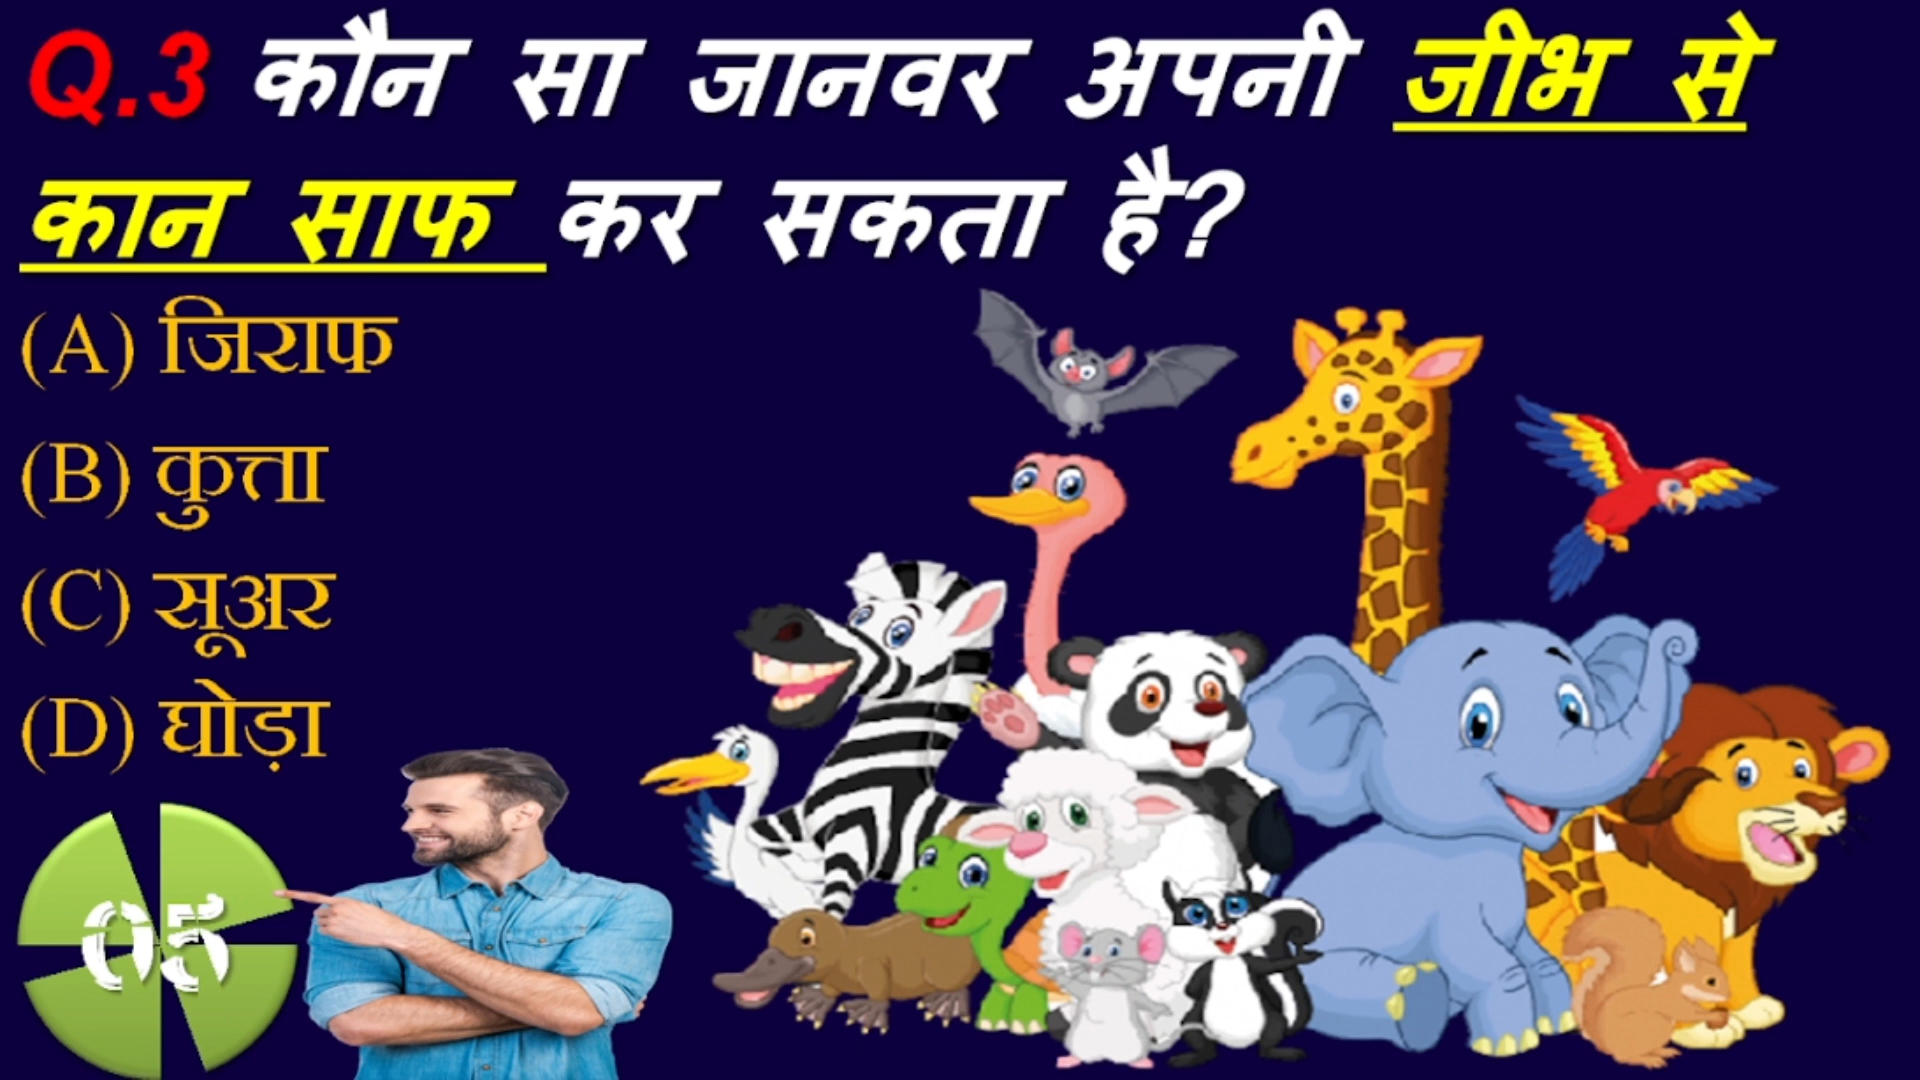 Q.3 कौन सा जानवर अपनी जीभ से
कान साफ कर सकता है?
(A) जिराफ
(B) कुत्ता
(C) सूअर
(D) घोड़ा
05